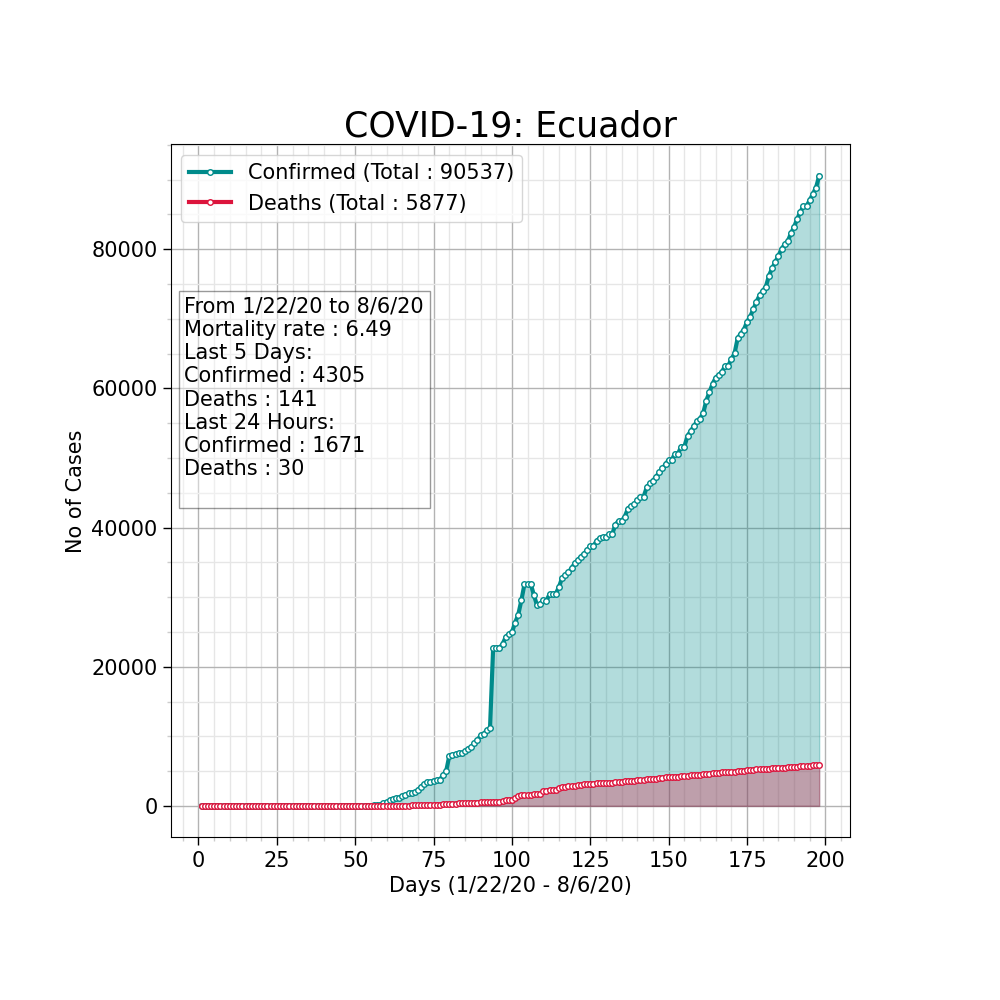 COVID-19: Ecuador
Confirmed (Total : 90537)
Deaths (Total : 5877)
From 1/22/20 to 8/6/20
Mortality rate : 6.49
Last 5 Days:
Confirmed : 4305
Deaths : 141
Last 24 Hours:
Confirmed : 1671
Deaths : 30
No of Cases
80000
60000
40000
20000
0
0 25 50 75 100 125 150 175 200
Days (1/22/20 - 8/6/20)